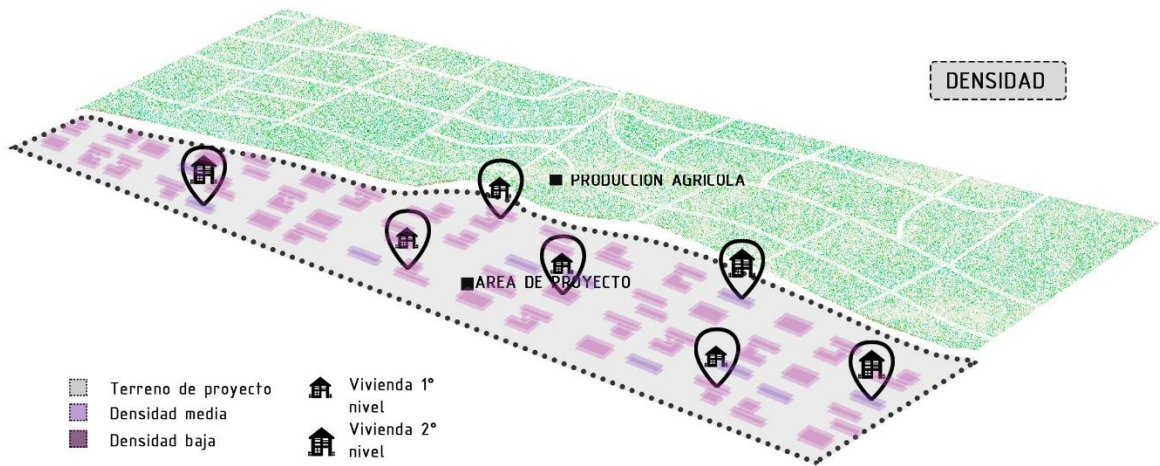 DENSIDAD
PRODUCCION AGRICOLA
AREA DE PROYECTO
Terreno de proyecto
Densidad media
Densidad baja
Vivienda 1°
nivel
Vivienda 2°
nivel